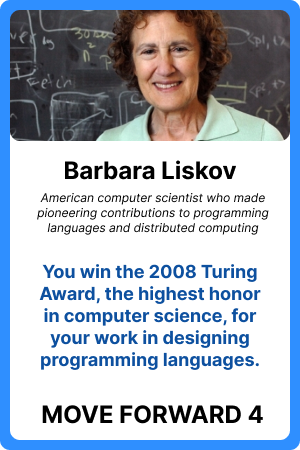 Barbara Liskov
American computer scientist who made
pioneering contributions to programming
languages and distributed computing
You win the 2008 Turing
Award, the highest honor
in computer science, for
your work in designing
programming languages.
MOVE FORWARD 4